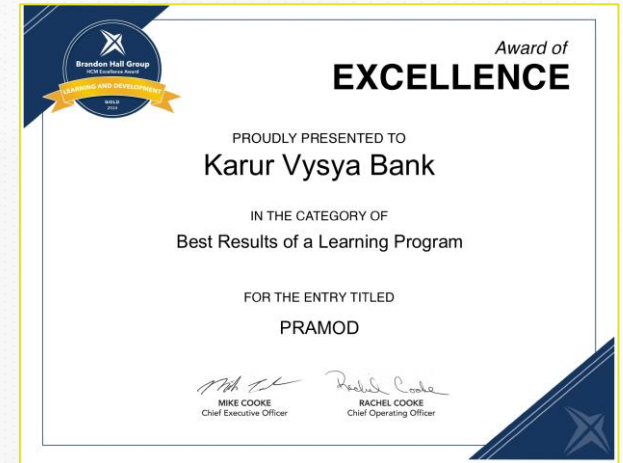 Brandon Hall Group
HCM Excellence Award
LEARNING AND DEVELOPMENT
GOLD
2024
Award of
EXCELLENCE
PROUDLY PRESENTED TO
Karur Vysya Bank
IN THE CATEGORY OF
Best Results of a Learning Program
FOR THE ENTRY TITLED
PRAMOD
MIKE COOKE
Chief Executive Officer
Rachel Cooke
RACHEL COOKE
Chief Operating Officer